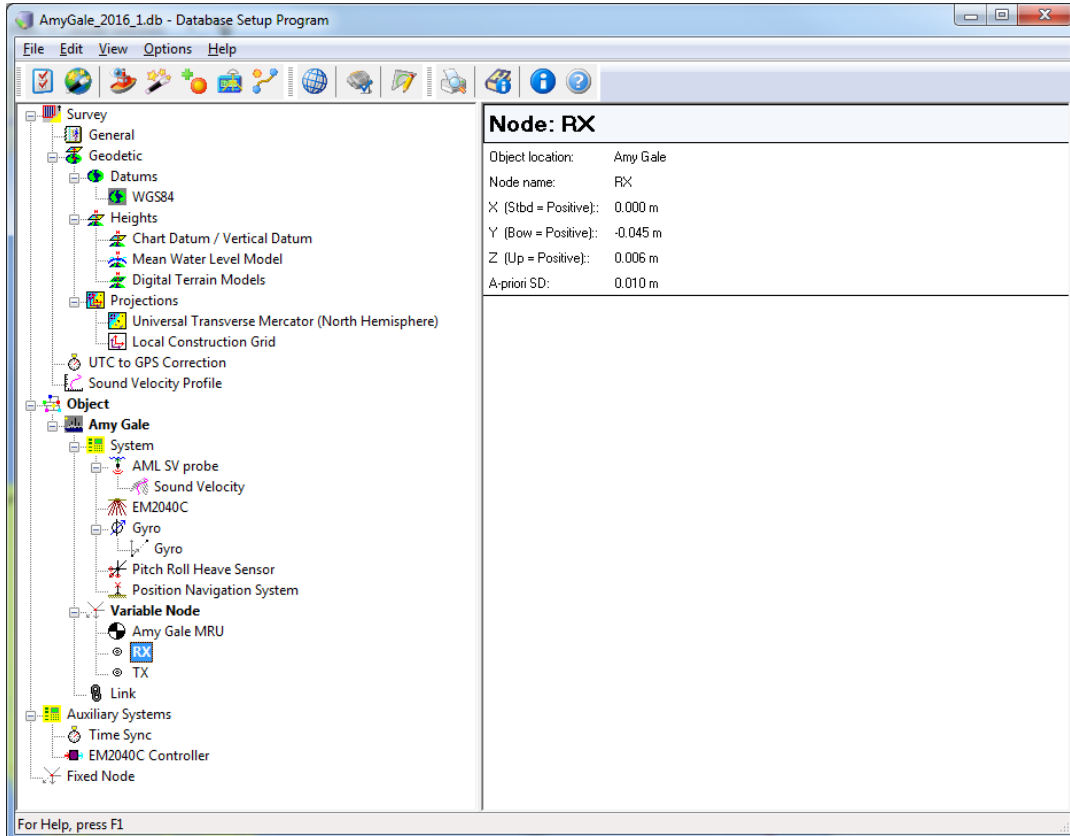 AmyGale_2016_1.db - Database Setup Program
File Edit View Options Help
Survey
General
Geodetic
Datums
WGS84
Heights
Chart Datum / Vertical Datum
Mean Water Level Model
Digital Terrain Models
Projections
Universal Transverse Mercator (North Hemisphere)
Local Construction Grid
UTC to GPS Correction
Sound Velocity Profile
Object
Amy Gale
System
AML SV probe
Sound Velocity
EM2040C
Gyro
Gyro
Pitch Roll Heave Sensor
Position Navigation System
Variable Node
Amy Gale MRU
RX
TX
Link
Auxiliary Systems
Time Sync
EM2040C Controller
Fixed Node
Node: RX
Object location: Amy Gale
Node name: RX
X (Stbd = Positive):: 0.000 m
Y (Bow = Positive):: -0.045 m
Z (Up = Positive):: 0.006 m
A-priori SD: 0.010 m
For Help, press F1